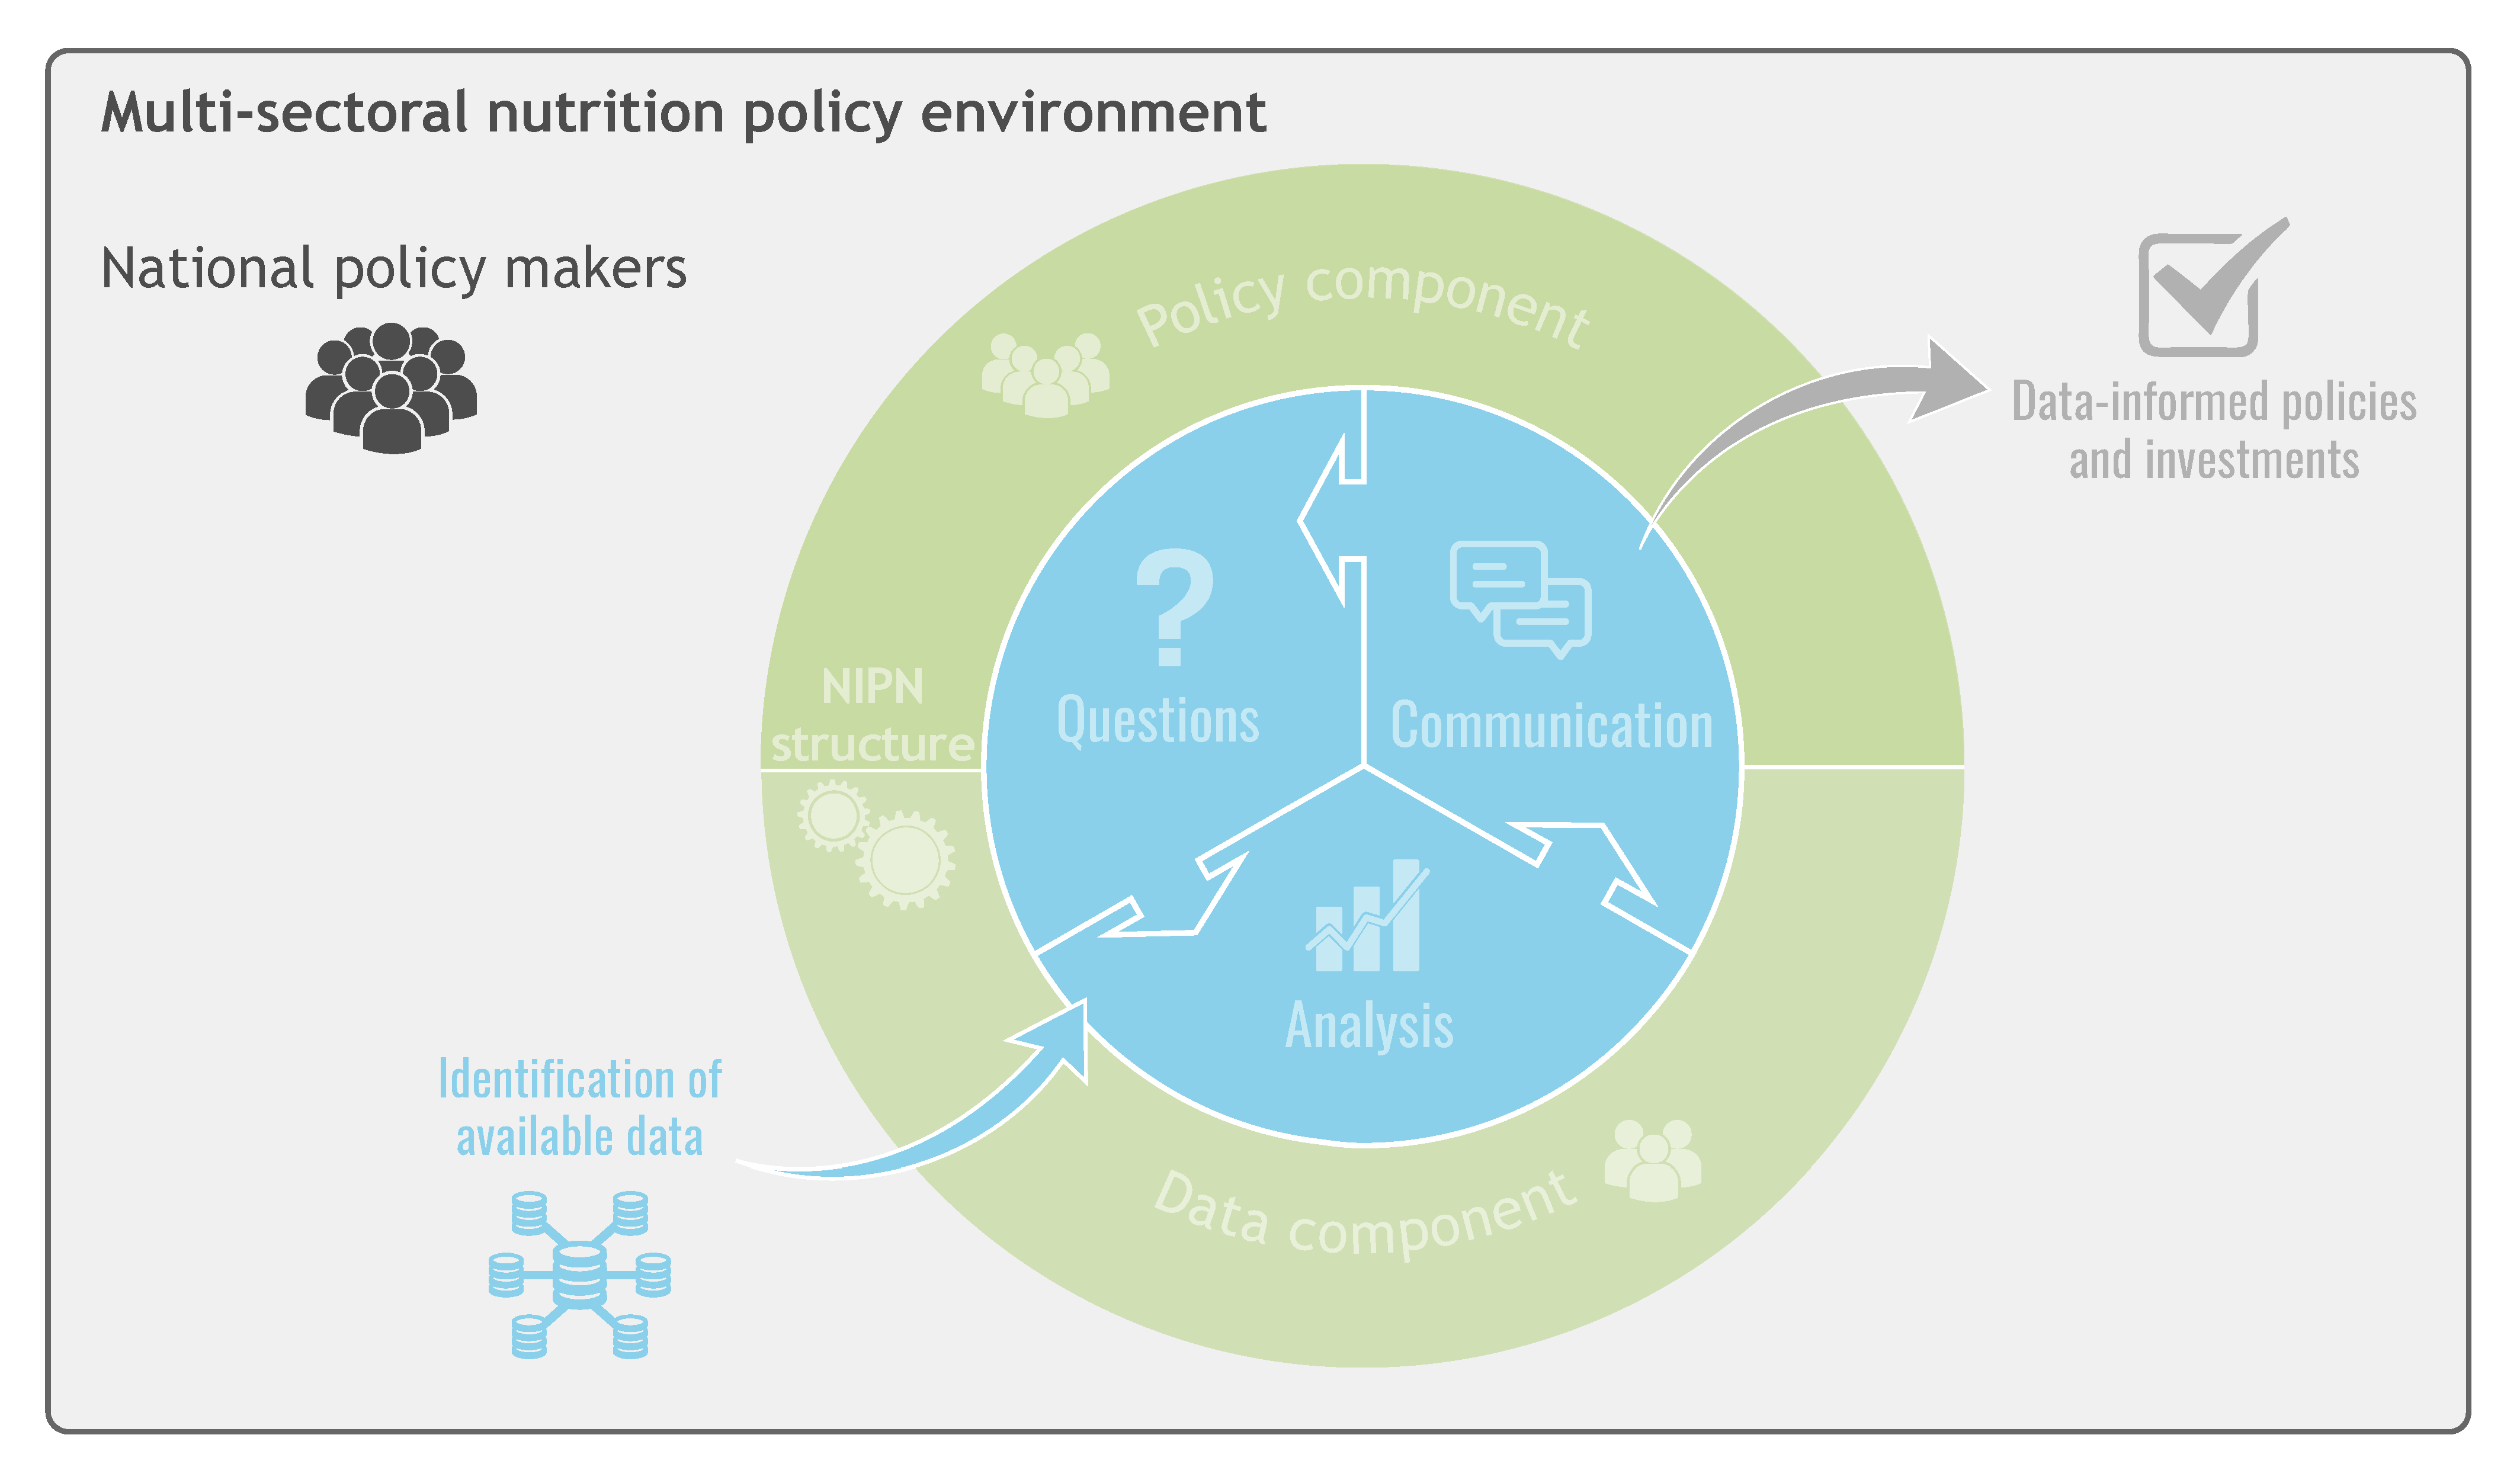 Multi-sectoral nutrition policy environment
National policy makers
Policy component
Data-informed policies
and investments
NIPN
structure
?
Questions
Communication
Analysis
Identification of
available data
Data component